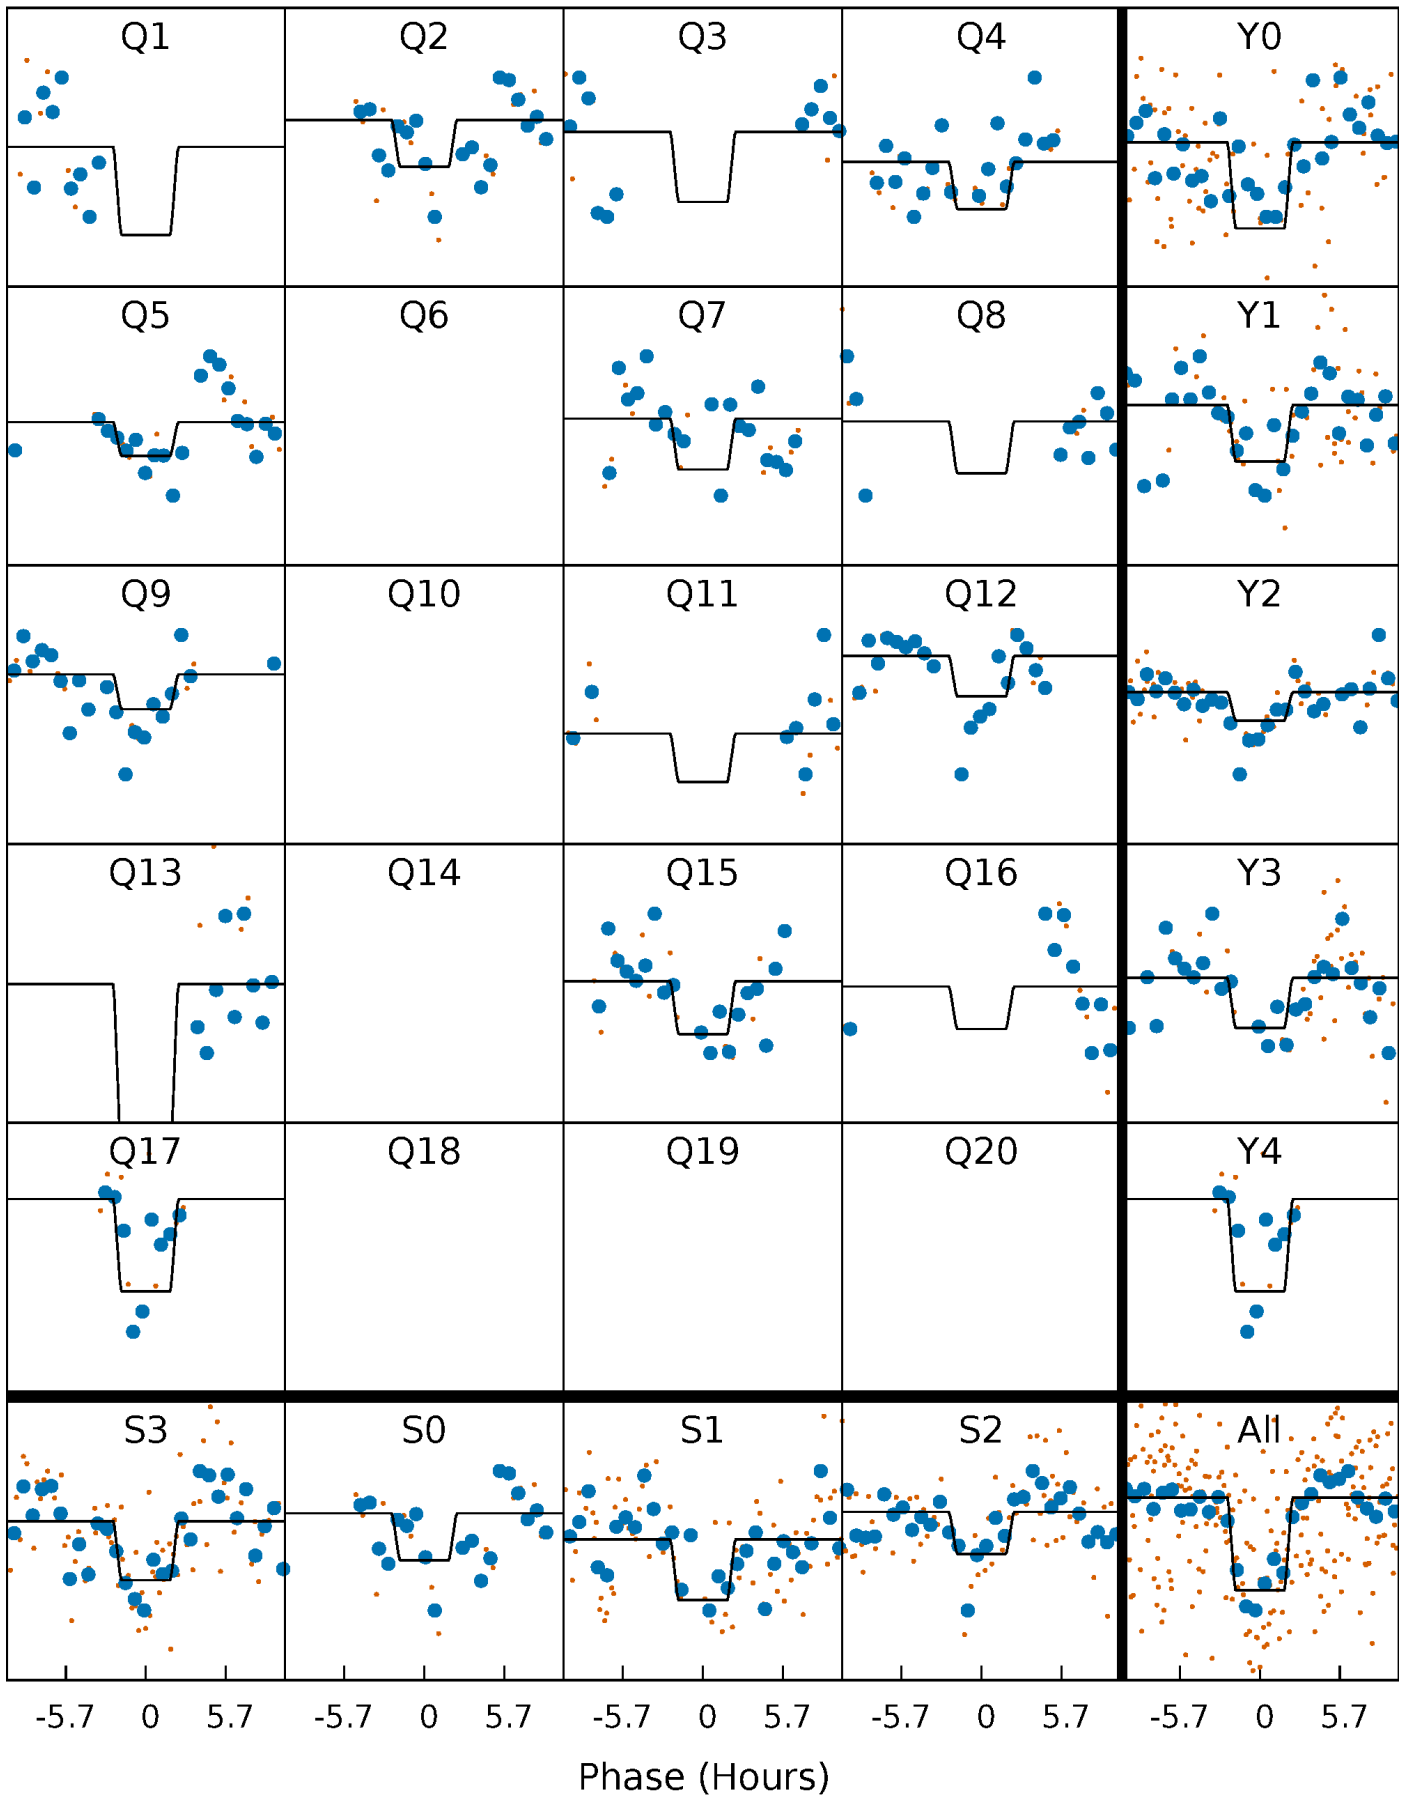 Q1 Q2 Q3 Q4 Y0
Q5 Q6 Q7 Q8 Y1
Q9 Q10 Q11 Q12 Y2
Q13 Q14 Q15 Q16 Y3
Q17 Q18 Q19 Q20 Y4
S3 S0 S1 S2 All
-5.7 0 5.7 -5.7 0 5.7 -5.7 0 5.7 -5.7 0 5.7 -5.7 0 5.7
Phase (Hours)